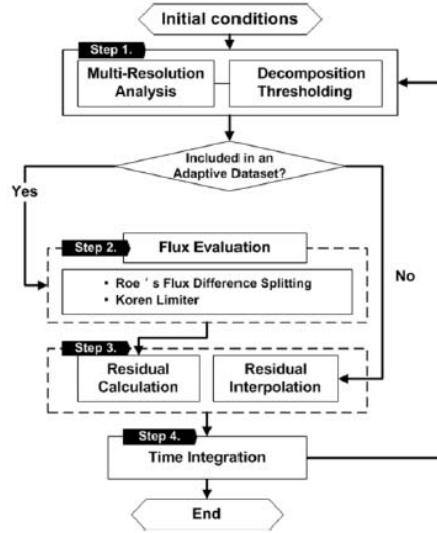 Initial conditions
Step 1.
Multi-Resolution
Analysis
Decomposition
Thresholding
Included in an
Adaptive Dataset?
Yes
No
Step 2.
Flux Evaluation
• Roe ´ s Flux Difference Splitting
• Koren Limiter
Step 3.
Residual
Calculation
Residual
Interpolation
Step 4.
Time Integration
End